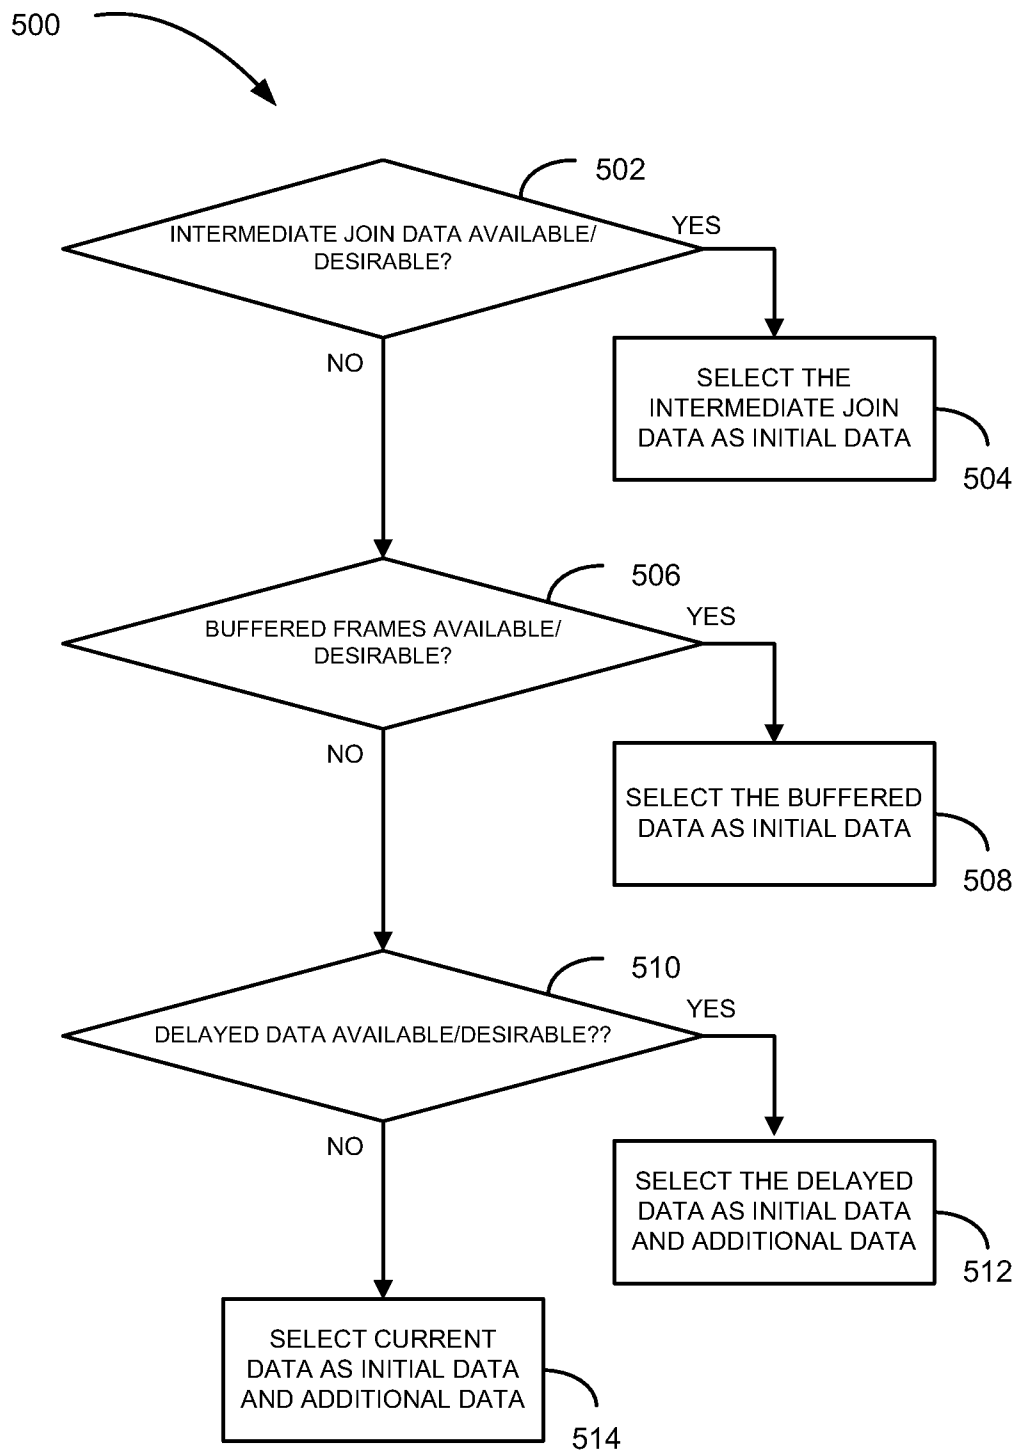 500
502
INTERMEDIATE JOIN DATA AVAILABLE/
DESIRABLE?
YES
NO
SELECT THE
INTERMEDIATE JOIN
DATA AS INITIAL DATA
504
506
BUFFERED FRAMES AVAILABLE/
DESIRABLE?
YES
NO
SELECT THE BUFFERED
DATA AS INITIAL DATA
508
510
DELAYED DATA AVAILABLE/DESIRABLE??
YES
NO
SELECT THE DELAYED
DATA AS INITIAL DATA
AND ADDITIONAL DATA
512
SELECT CURRENT
DATA AS INITIAL DATA
AND ADDITIONAL DATA
514